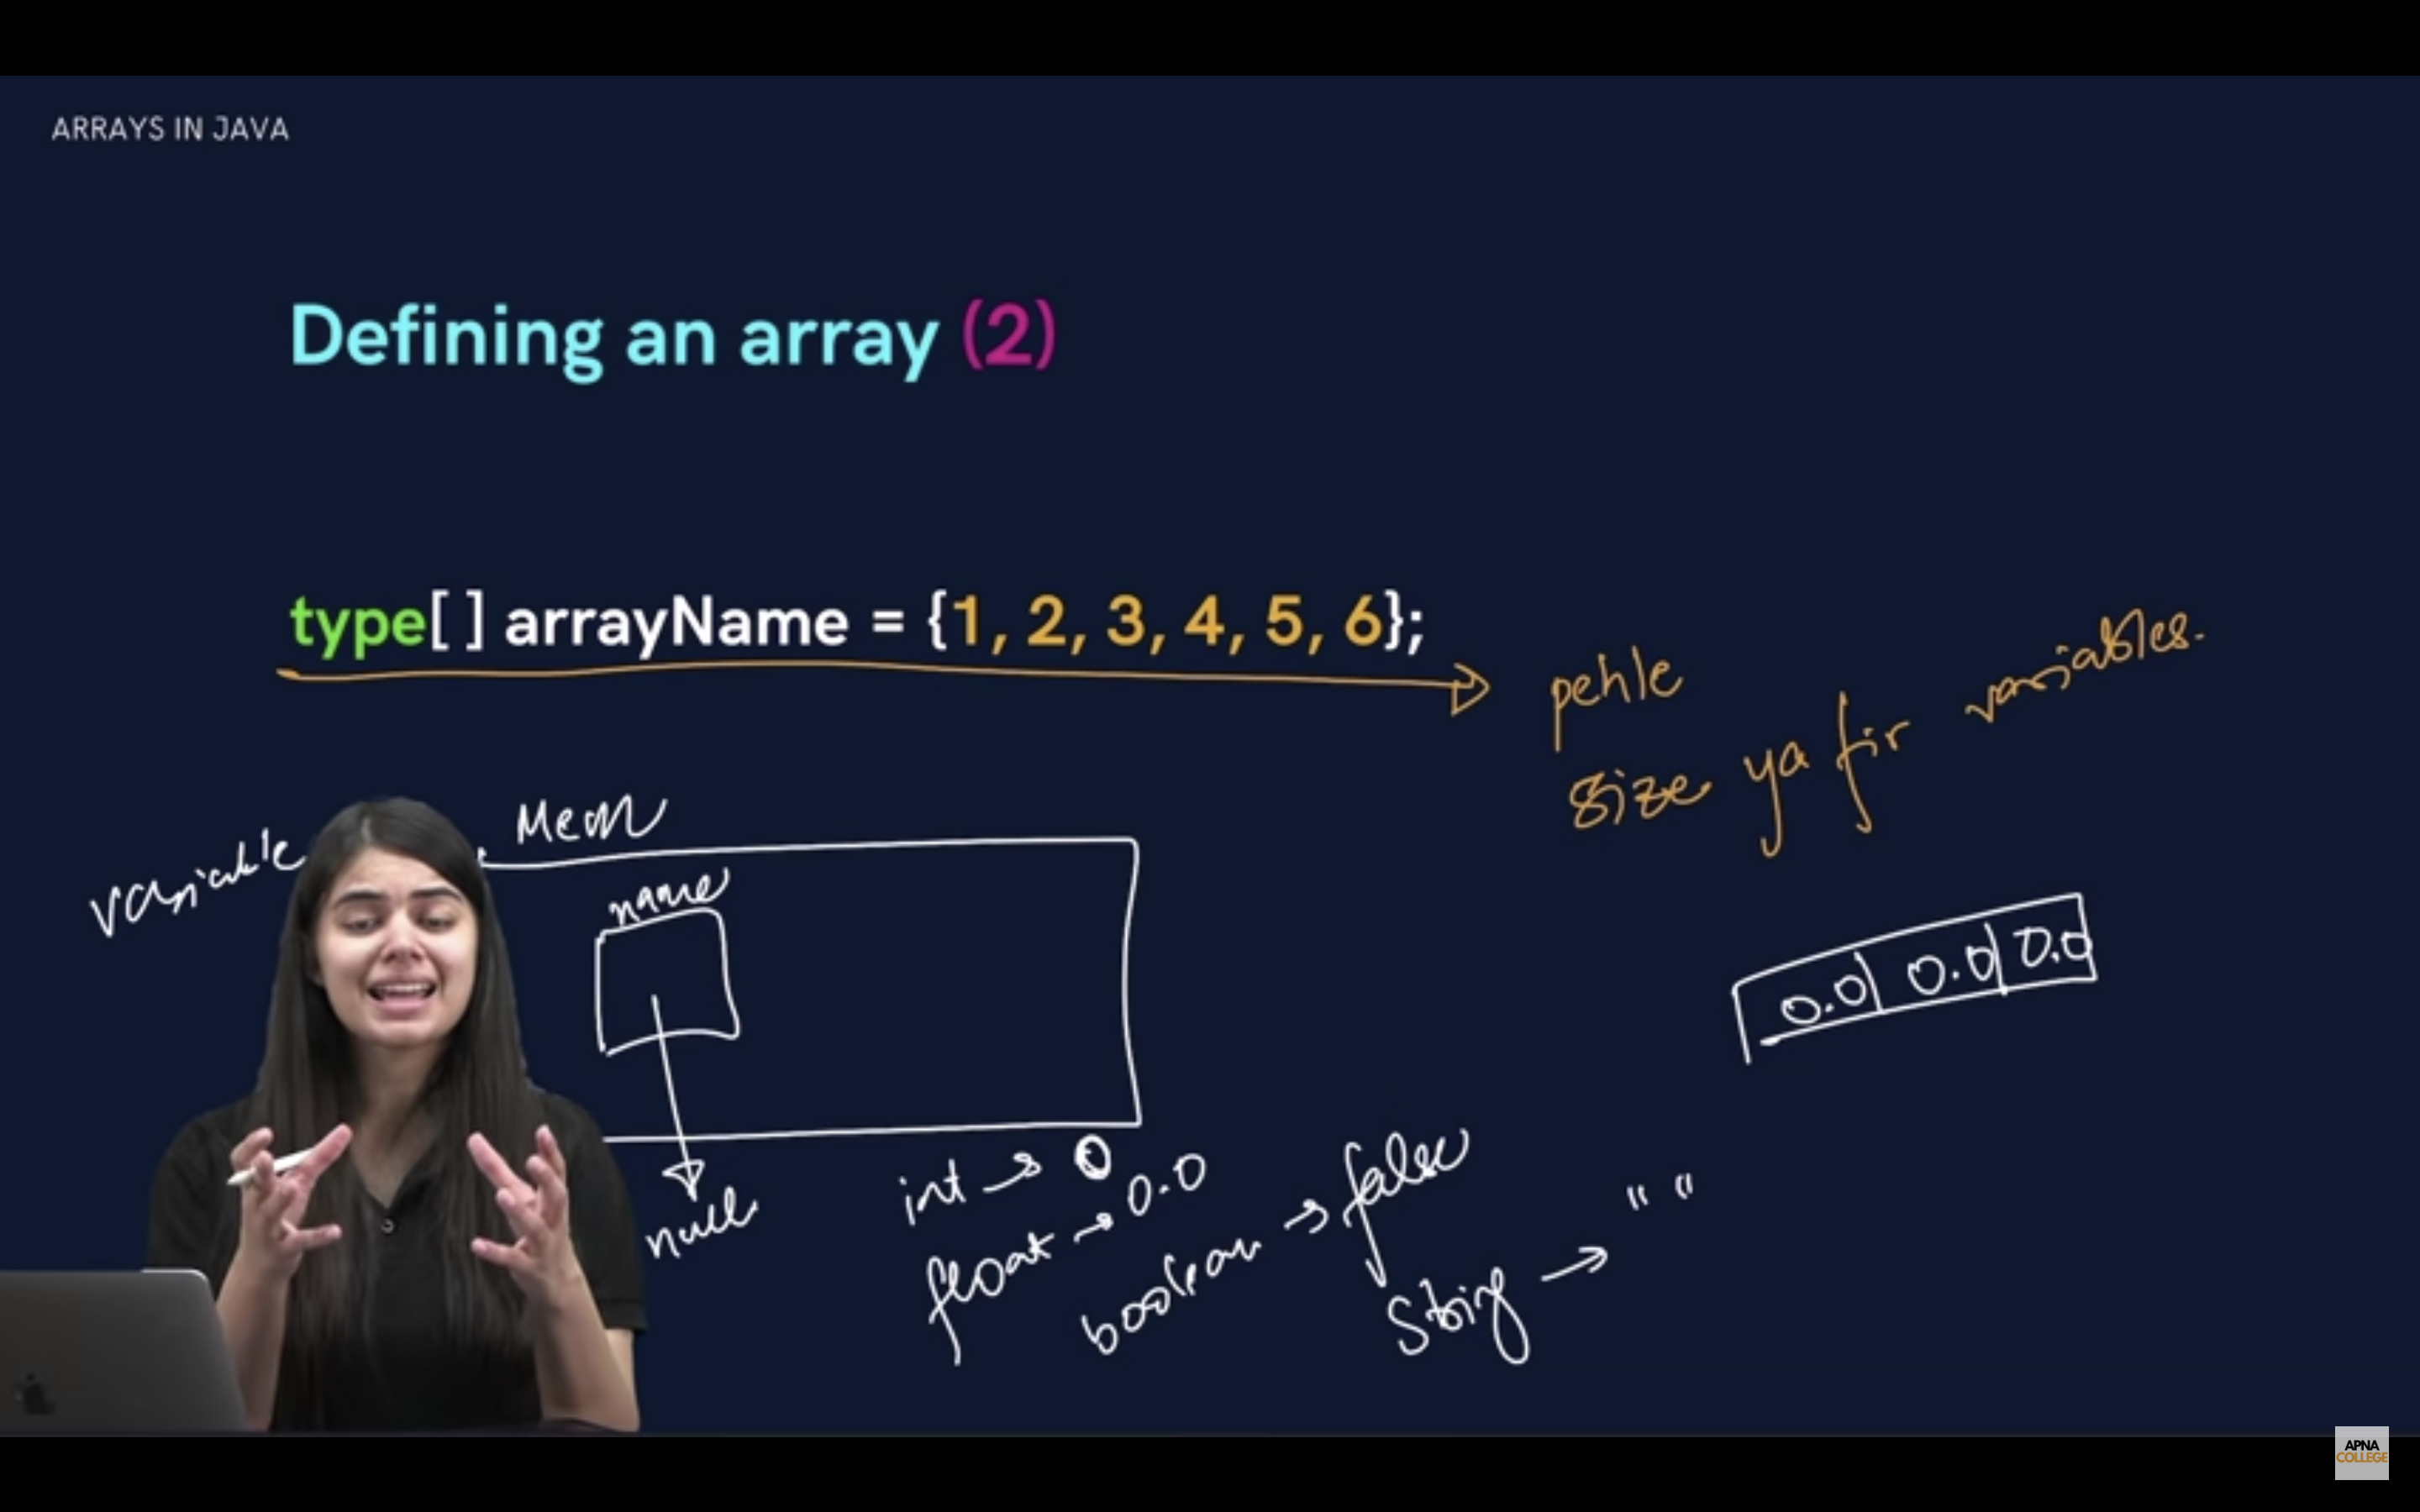 ARRAYS IN JAVA
Defining an array (2)
type[ ] arrayName = {1, 2, 3, 4, 5, 6};
pehle
size ya fir variables.
variable
Mem
name
null
0.0 0.0 0.0
int → 0
float → 0.0
boolean → false
String → " "
APNA
COLLEGE